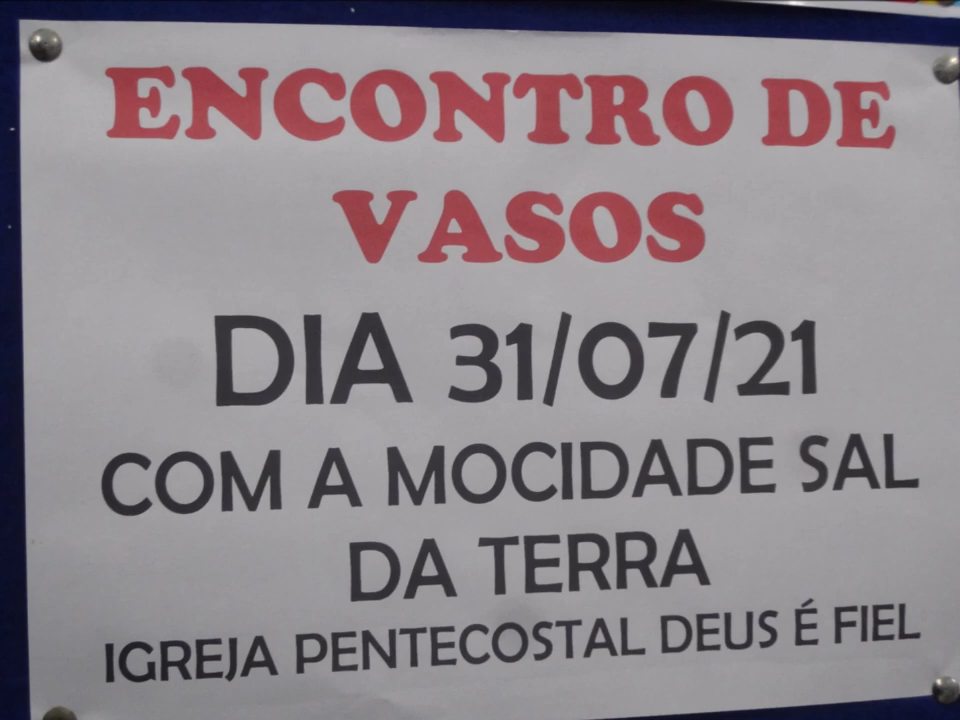 ENCONTRO DE
VASOS
DIA 31/07/21
COM A MOCIDADE SAL
DA TERRA
IGREJA PENTECOSTAL DEUS É FIEL